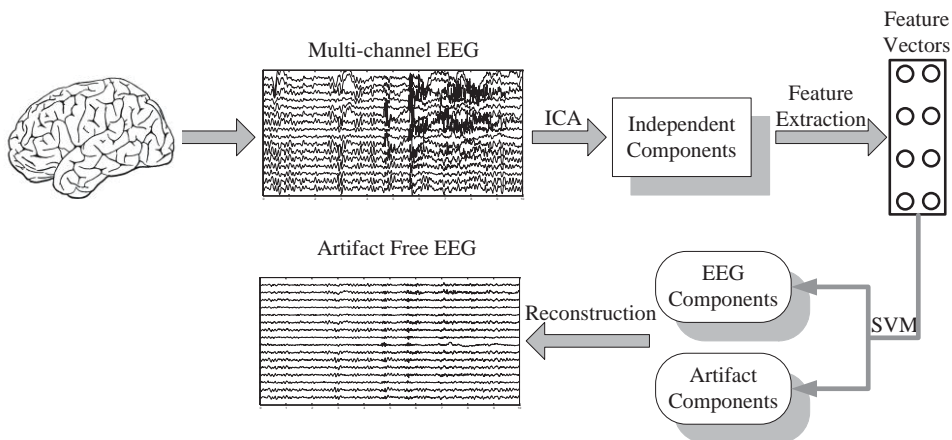 Multi-channel EEG
ICA
Independent
Components
Feature
Extraction
Feature
Vectors
SVM
EEG
Components
Artifact
Components
Reconstruction
Artifact Free EEG